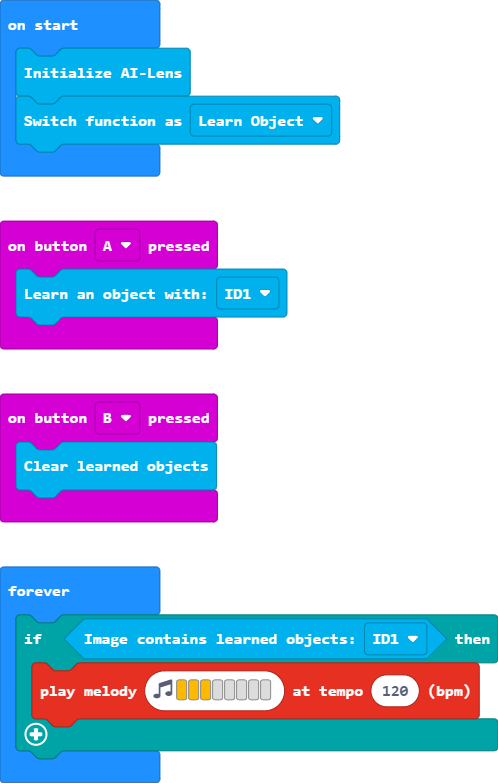 on start
Initialize AI-Lens
Switch function as Learn Object
on button A pressed
Learn an object with: ID1
on button B pressed
Clear learned objects
forever
if Image contains learned objects: ID1 then
play melody at tempo 120 (bpm)